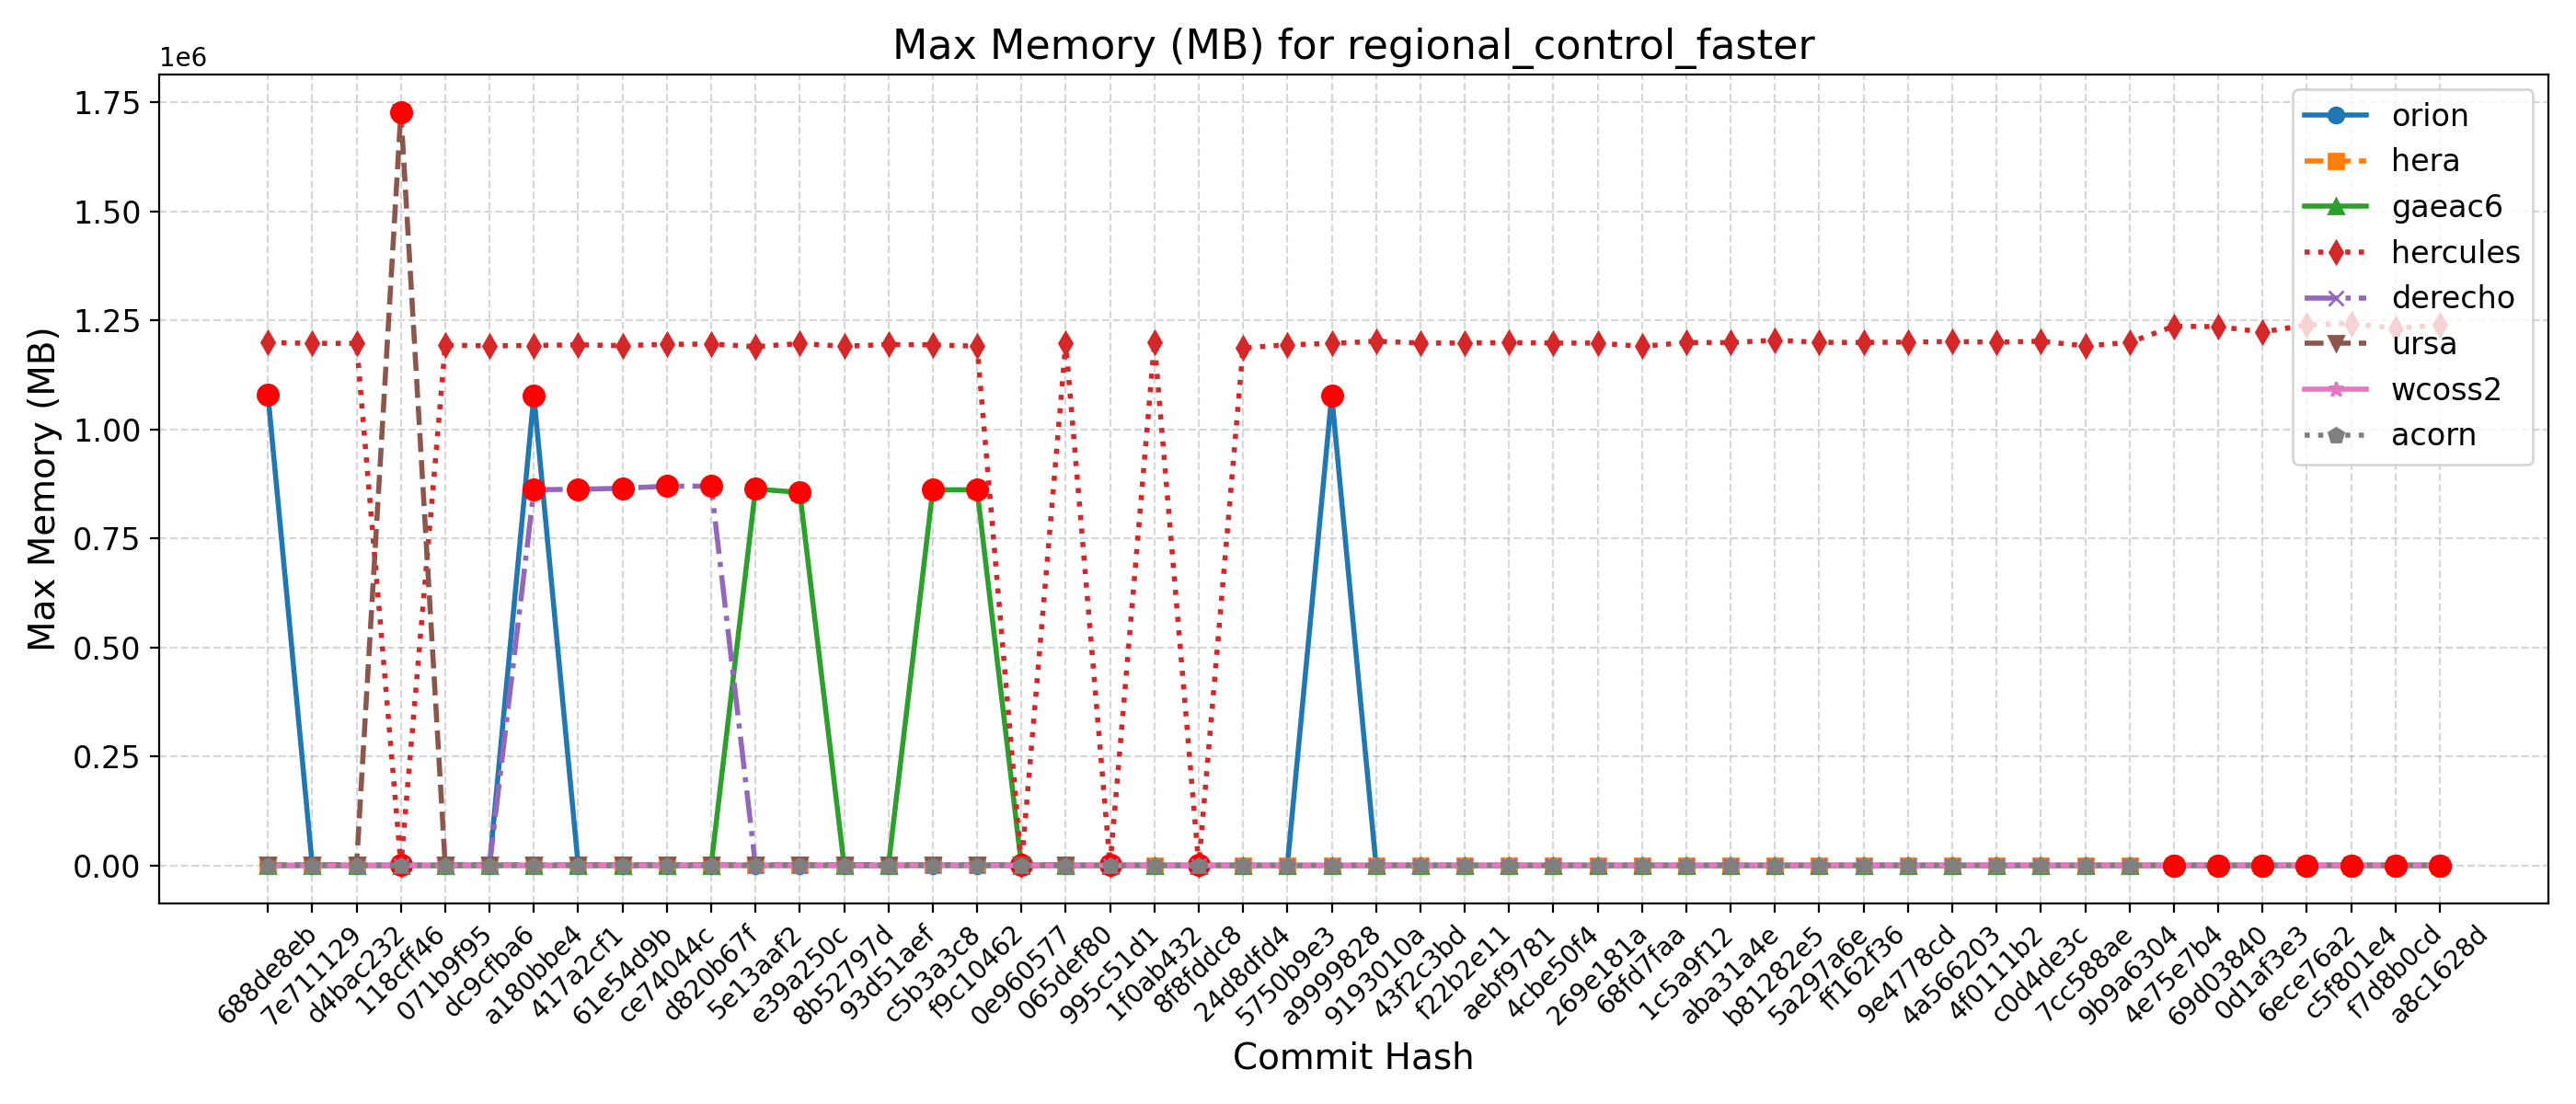 Max Memory (MB) for regional_control_faster
1e6
1.75
1.50
1.25
1.00
0.75
0.50
0.25
0.00
Max Memory (MB)
orion
hera
gaeac6
hercules
derecho
ursa
wcoss2
acorn
688de8eb
7e711129
d4bac232
118cff46
071b9f95
dc9cfba6
a180bbe4
417a2cf1
61e54d9b
ce74044c
d820b67f
5e13aaf2
e39a250c
8b52797d
93d51aef
c5b3a3c8
f9c10462
0e960577
065def80
995c51d1
1f0ab432
8f8fddc8
24d8dfd4
5750b9e3
a9999828
9193010a
43f2c3bd
f22b2e11
aebf9781
4cbe50f4
269e181a
68fd7faa
1c5a9f12
aba31a4e
b81282e5
5a297a6e
ff162f36
9e4778cd
4a566203
4f0111b2
c0d4de3c
7cc588ae
9b9a6304
4e75e7b4
69d03840
0d1af3e3
6ece76a2
c5f801e4
f7d8b0cd
a8c1628d
Commit Hash